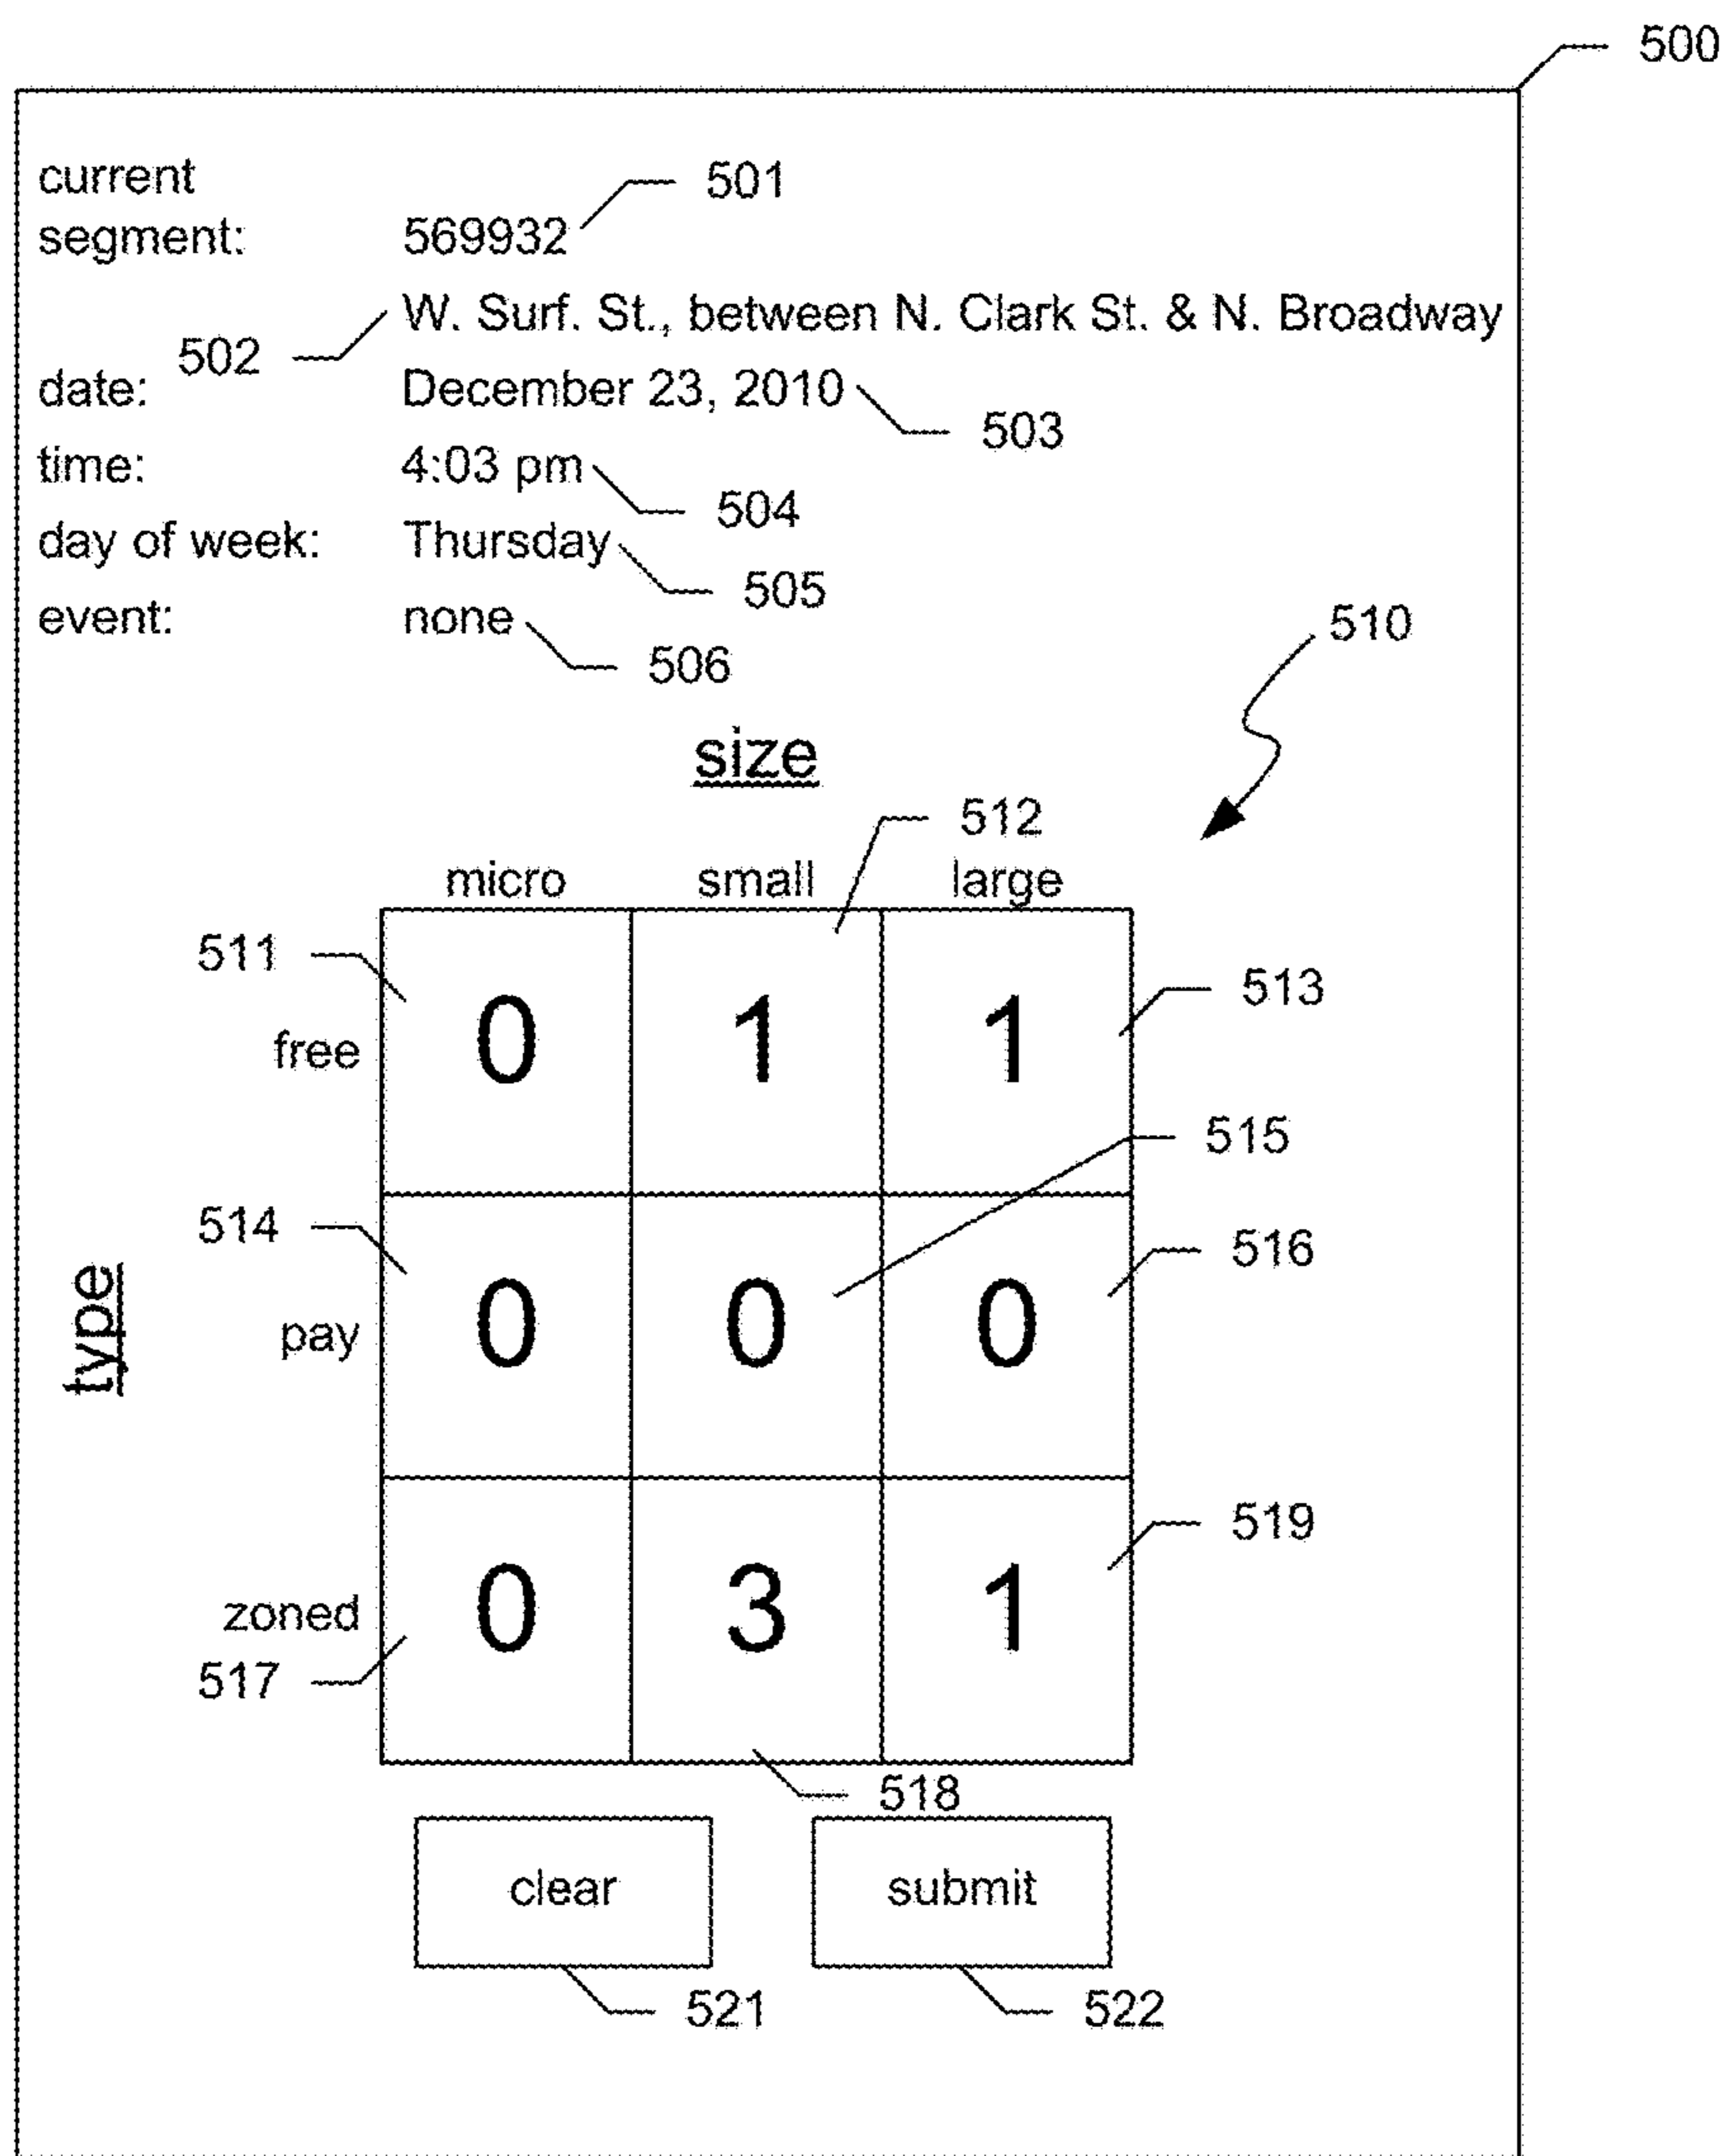 500
current
segment: 569932 501
W. Surf. St., between N. Clark St. & N. Broadway
502
date: December 23, 2010
503
time: 4:03 pm
504
day of week: Thursday
505
event: none
506
510
size
512
micro small large
511
513
free 0 1 1
515
514
516
type
pay 0 0 0
519
zoned 0 3 1
517
518
clear submit
521 522